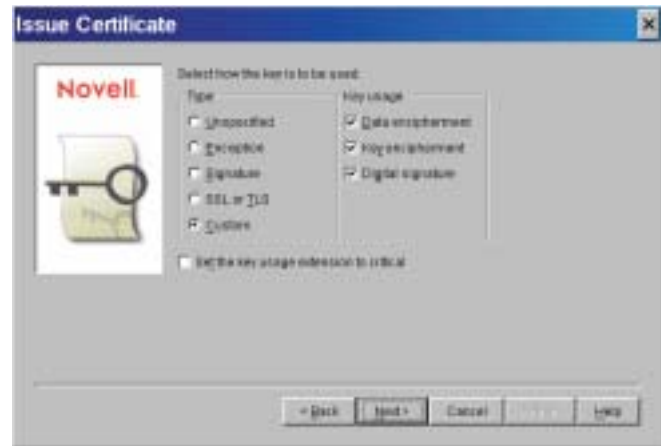 Issue Certificate
Novell
Select how the key is to be used:
Type
Unspecified
Encryption
Signature
SSL or TLS
Custom
Key usage
Data encipherment
Key encipherment
Digital signature
Set the key usage extension to critical
< Back
Next >
Cancel
Help